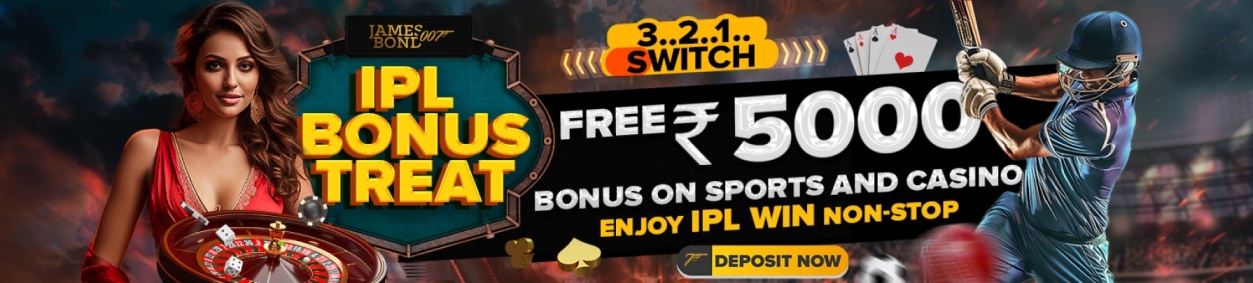 JAMES
BOND 007
IPL
BONUS
TREAT
3..2..1..
SWITCH
FREE ₹ 5000
BONUS ON SPORTS AND CASINO
ENJOY IPL WIN NON-STOP
DEPOSIT NOW